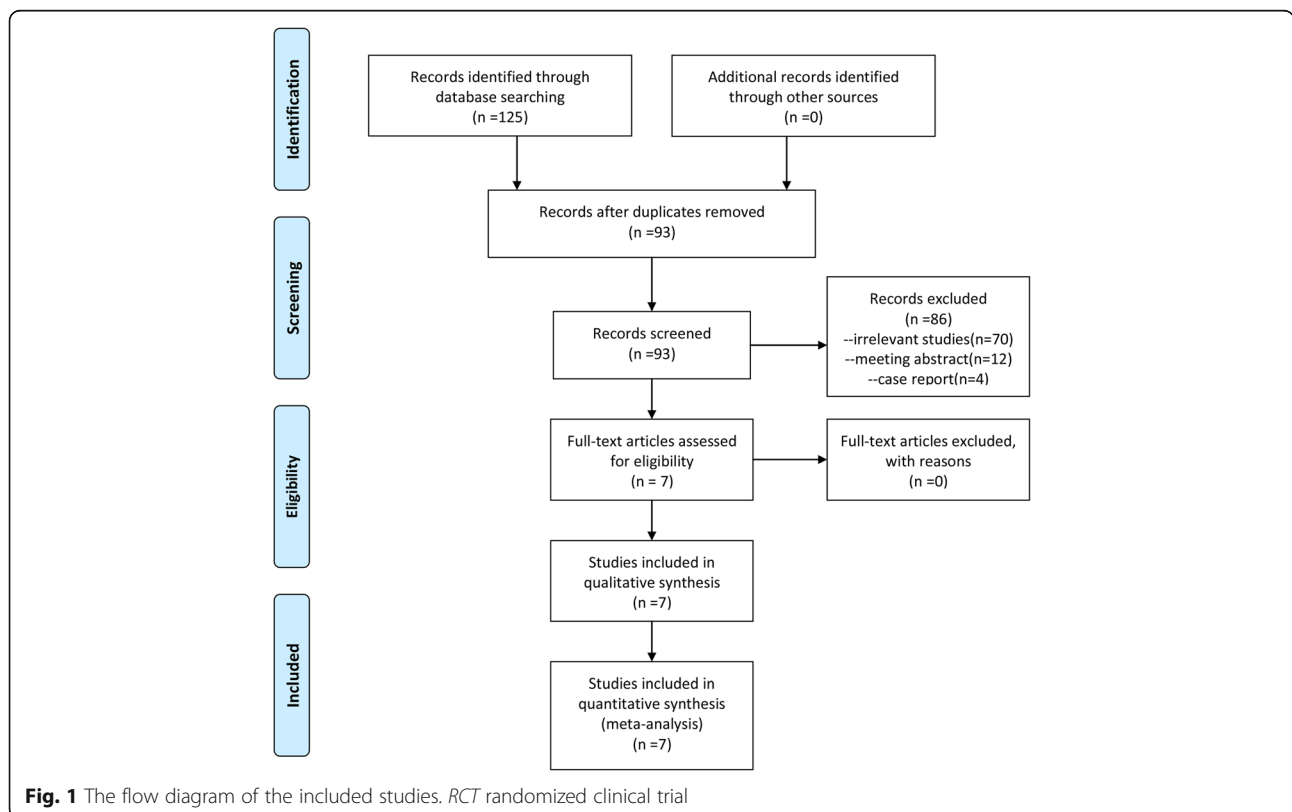 Identification
Records identified through
database searching
(n =125)
Additional records identified
through other sources
(n =0)
Records after duplicates removed
(n =93)
Screening
Records screened
(n =93)
Records excluded
(n =86)
--irrelevant studies(n=70)
--meeting abstract(n=12)
--case report(n=4)
Eligibility
Full-text articles assessed
for eligibility
(n = 7)
Full-text articles excluded,
with reasons
(n =0)
Studies included in
qualitative synthesis
(n =7)
Included
Studies included in
quantitative synthesis
(meta-analysis)
(n =7)
Fig. 1 The flow diagram of the included studies. RCT randomized clinical trial